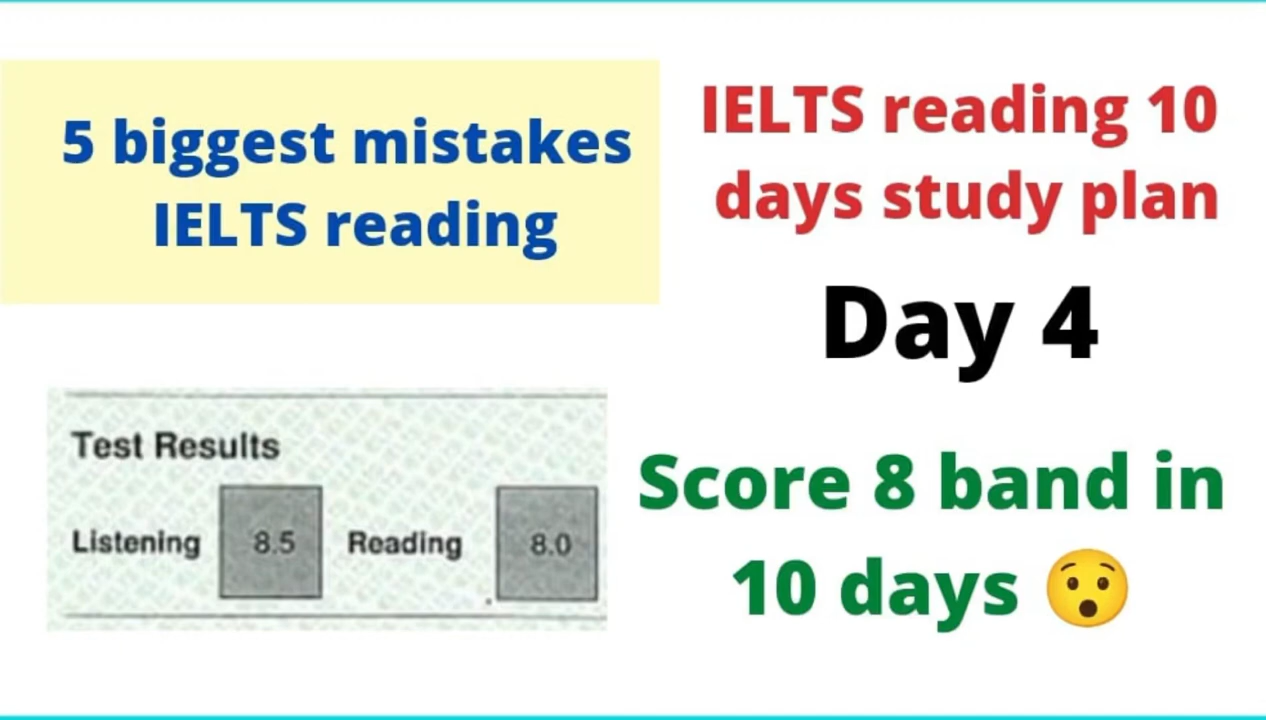 5 biggest mistakes
IELTS reading
IELTS reading 10
days study plan
Day 4
Test Results
Listening 8.5 Reading 8.0
Score 8 band in
10 days 😯